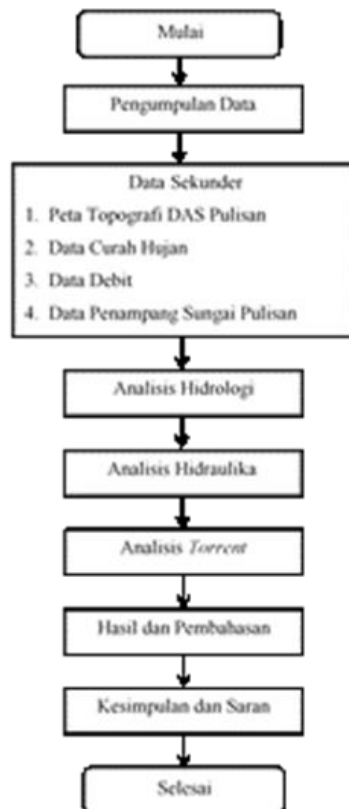 Mulai
Pengumpulan Data
Data Sekunder
1. Peta Topografi DAS Pulisan
2. Data Curah Hujan
3. Data Debit
4. Data Penampang Sungai Pulisan
Analisis Hidrologi
Analisis Hidraulika
Analisis Torrent
Hasil dan Pembahasan
Kesimpulan dan Saran
Selesai